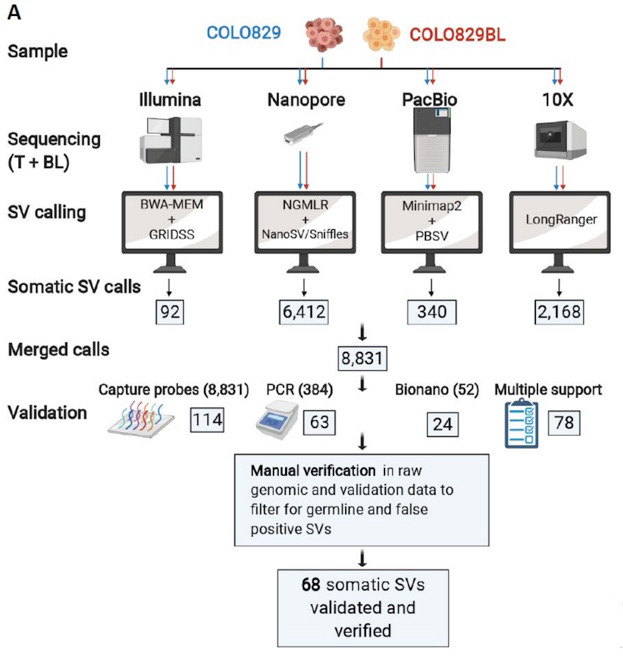 A
COLO829
COLO829BL
Sample
Illumina
Nanopore
PacBio
10X
Sequencing
(T + BL)
SV calling
BWA-MEM
+
GRIDSS
NGMLR
+
NanoSV/Sniffles
Minimap2
+
PBSV
LongRanger
Somatic SV calls
92
6,412
340
2,168
Merged calls
8,831
Capture probes (8,831)
PCR (384)
Bionano (52)
Multiple support
Validation
114
63
24
78
Manual verification in raw
genomic and validation data to
filter for germline and false
positive SVs
68 somatic SVs
validated and
verified